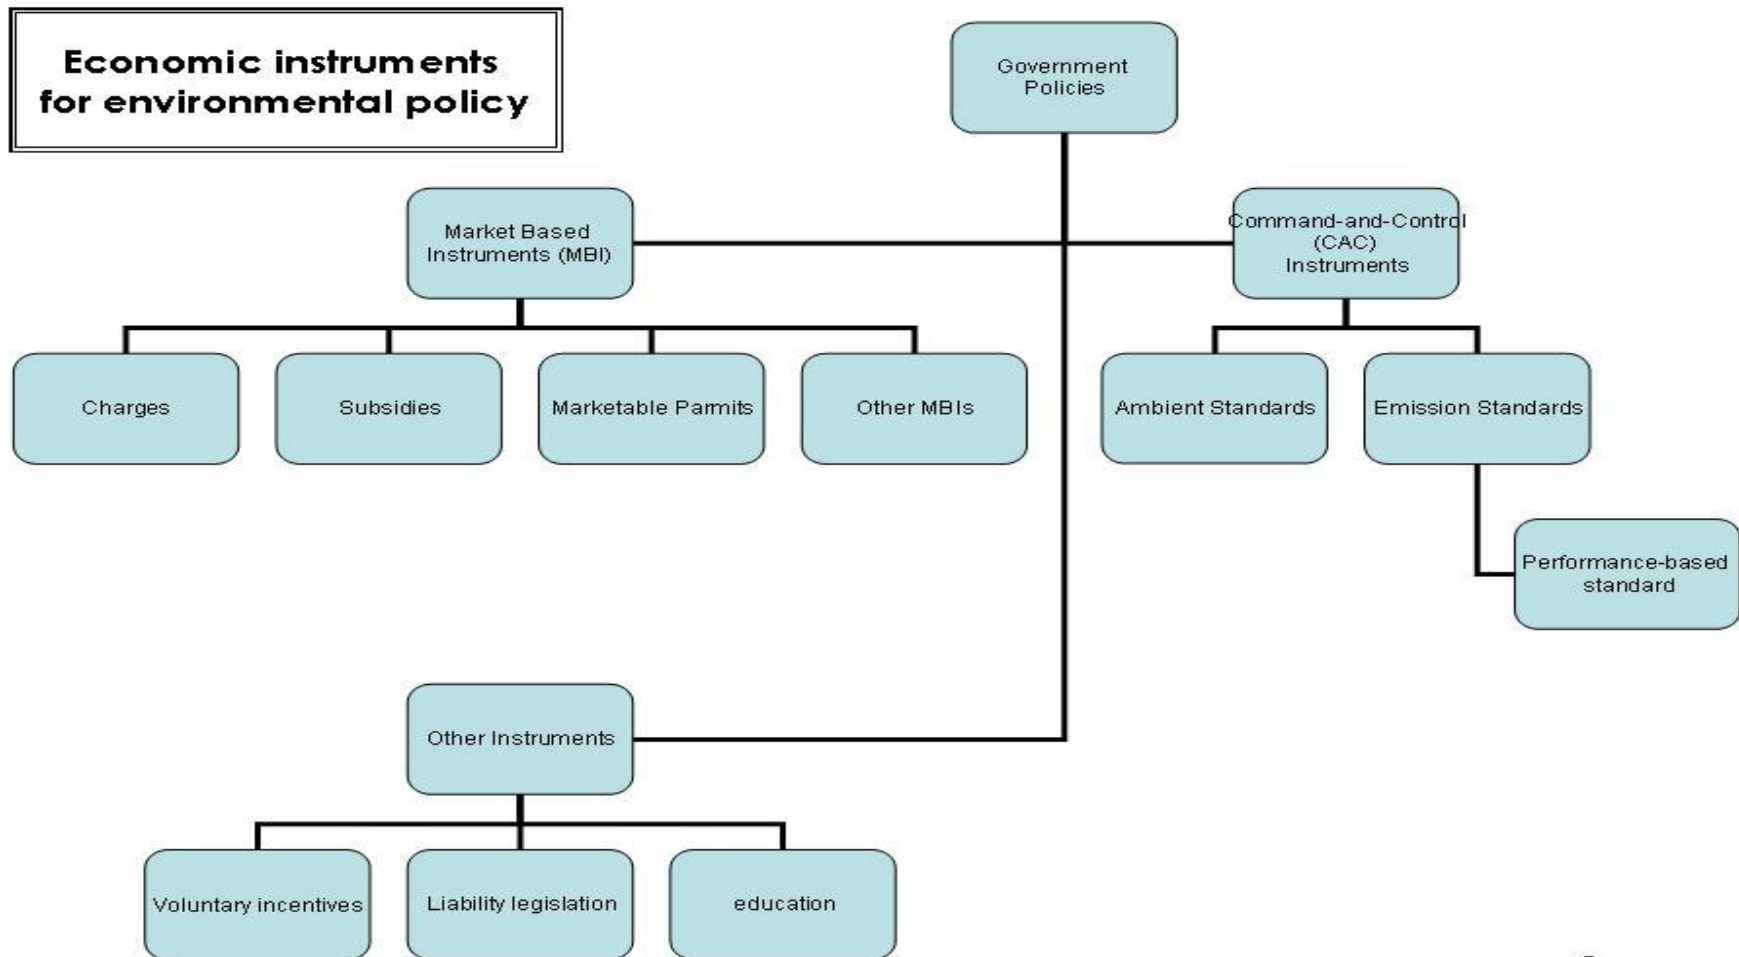 Economic instruments
for environmental policy
Government
Policies
Market Based
Instruments (MBI)
Command-and-Control
(CAC)
Instruments
Charges
Subsidies
Marketable Parmits
Other MBIs
Ambient Standards
Emission Standards
Performance-based
standard
Other Instruments
Voluntary incentives
Liability legislation
education